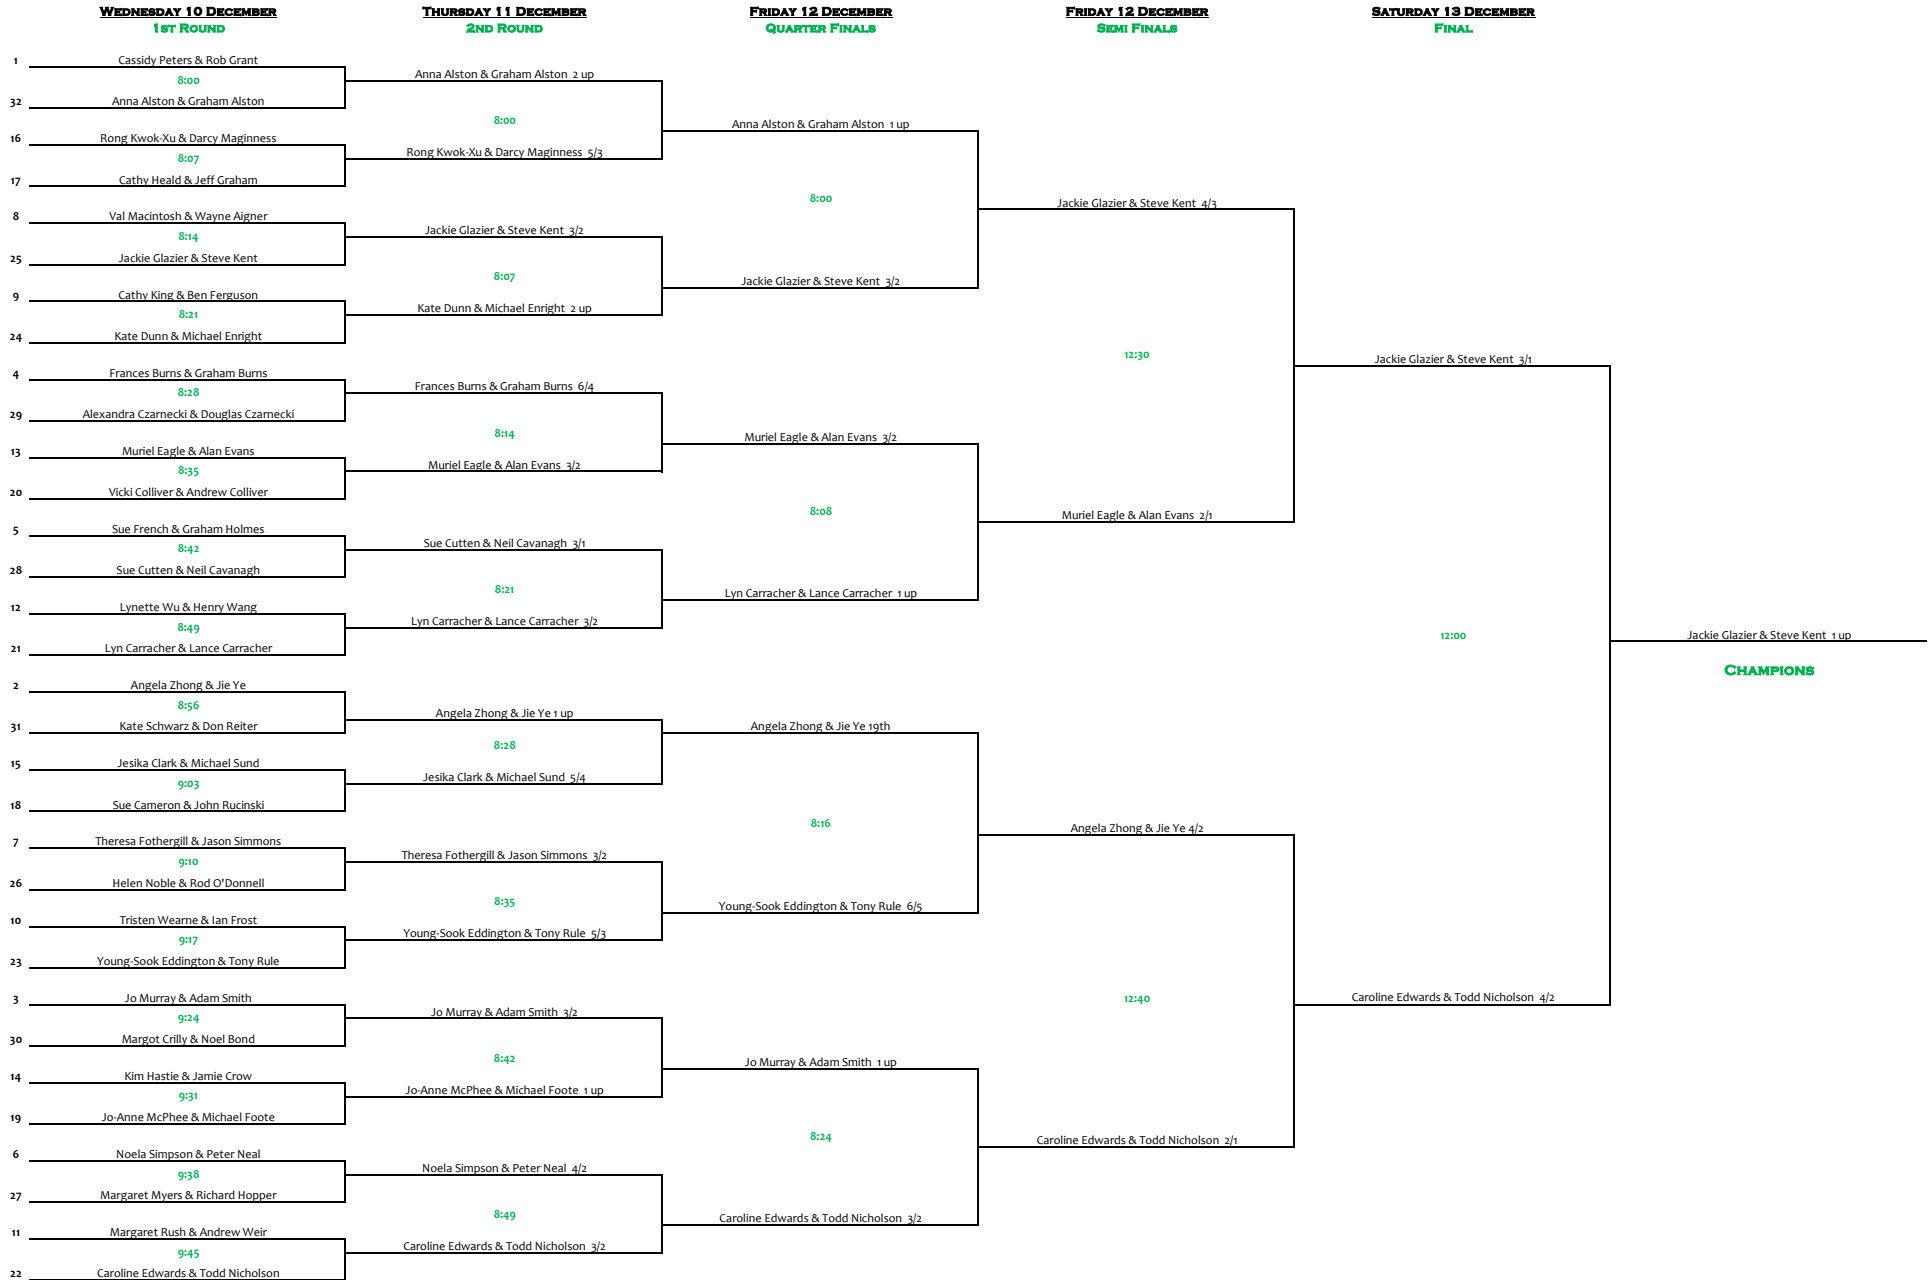 WEDNESDAY 10 DECEMBER
1ST ROUND
THURSDAY 11 DECEMBER
2ND ROUND
FRIDAY 12 DECEMBER
QUARTER FINALS
FRIDAY 12 DECEMBER
SEMI FINALS
SATURDAY 13 DECEMBER
FINAL
1 Cassidy Peters & Rob Grant
8:00
32 Anna Alston & Graham Alston
16 Rong Kwok-Xu & Darcy Maginness
8:07
17 Cathy Heald & Jeff Graham
8 Val Macintosh & Wayne Aigner
8:14
25 Jackie Glazier & Steve Kent
9 Cathy King & Ben Ferguson
8:21
24 Kate Dunn & Michael Enright
4 Frances Burns & Graham Burns
8:28
29 Alexandra Czarnecki & Douglas Czarnecki
13 Muriel Eagle & Alan Evans
8:35
20 Vicki Colliver & Andrew Colliver
5 Sue French & Graham Holmes
8:42
28 Sue Cutten & Neil Cavanagh
12 Lynette Wu & Henry Wang
8:49
21 Lyn Carracher & Lance Carracher
2 Angela Zhong & Jie Ye
8:56
31 Kate Schwarz & Don Reiter
15 Jesika Clark & Michael Sund
9:03
18 Sue Cameron & John Rucinski
7 Theresa Fothergill & Jason Simmons
9:10
26 Helen Noble & Rod O'Donnell
10 Tristen Wearne & Ian Frost
9:17
23 Young-Sook Eddington & Tony Rule
3 Jo Murray & Adam Smith
9:24
30 Margot Crilly & Noel Bond
14 Kim Hastie & Jamie Crow
9:31
19 Jo-Anne McPhee & Michael Foote
6 Noela Simpson & Peter Neal
9:38
27 Margaret Myers & Richard Hopper
11 Margaret Rush & Andrew Weir
9:45
22 Caroline Edwards & Todd Nicholson
Anna Alston & Graham Alston 2 up
8:00
Rong Kwok-Xu & Darcy Maginness 5/3
Jackie Glazier & Steve Kent 3/2
8:07
Kate Dunn & Michael Enright 2 up
Frances Burns & Graham Burns 6/4
8:14
Muriel Eagle & Alan Evans 3/2
Sue Cutten & Neil Cavanagh 3/1
8:21
Lyn Carracher & Lance Carracher 3/2
Angela Zhong & Jie Ye 1 up
8:28
Jesika Clark & Michael Sund 5/4
Theresa Fothergill & Jason Simmons 3/2
8:35
Young-Sook Eddington & Tony Rule 5/3
Jo Murray & Adam Smith 3/2
8:42
Jo-Anne McPhee & Michael Foote 1 up
Noela Simpson & Peter Neal 4/2
8:49
Caroline Edwards & Todd Nicholson 3/2
Anna Alston & Graham Alston 1 up
8:00
Jackie Glazier & Steve Kent 3/2
Muriel Eagle & Alan Evans 3/2
8:08
Lyn Carracher & Lance Carracher 1 up
Angela Zhong & Jie Ye 19th
8:16
Young-Sook Eddington & Tony Rule 6/5
Jo Murray & Adam Smith 1 up
8:24
Caroline Edwards & Todd Nicholson 3/2
Jackie Glazier & Steve Kent 4/3
12:30
Muriel Eagle & Alan Evans 2/1
Angela Zhong & Jie Ye 4/2
12:40
Caroline Edwards & Todd Nicholson 2/1
Jackie Glazier & Steve Kent 3/1
12:00
Caroline Edwards & Todd Nicholson 4/2
Jackie Glazier & Steve Kent 1 up
CHAMPIONS